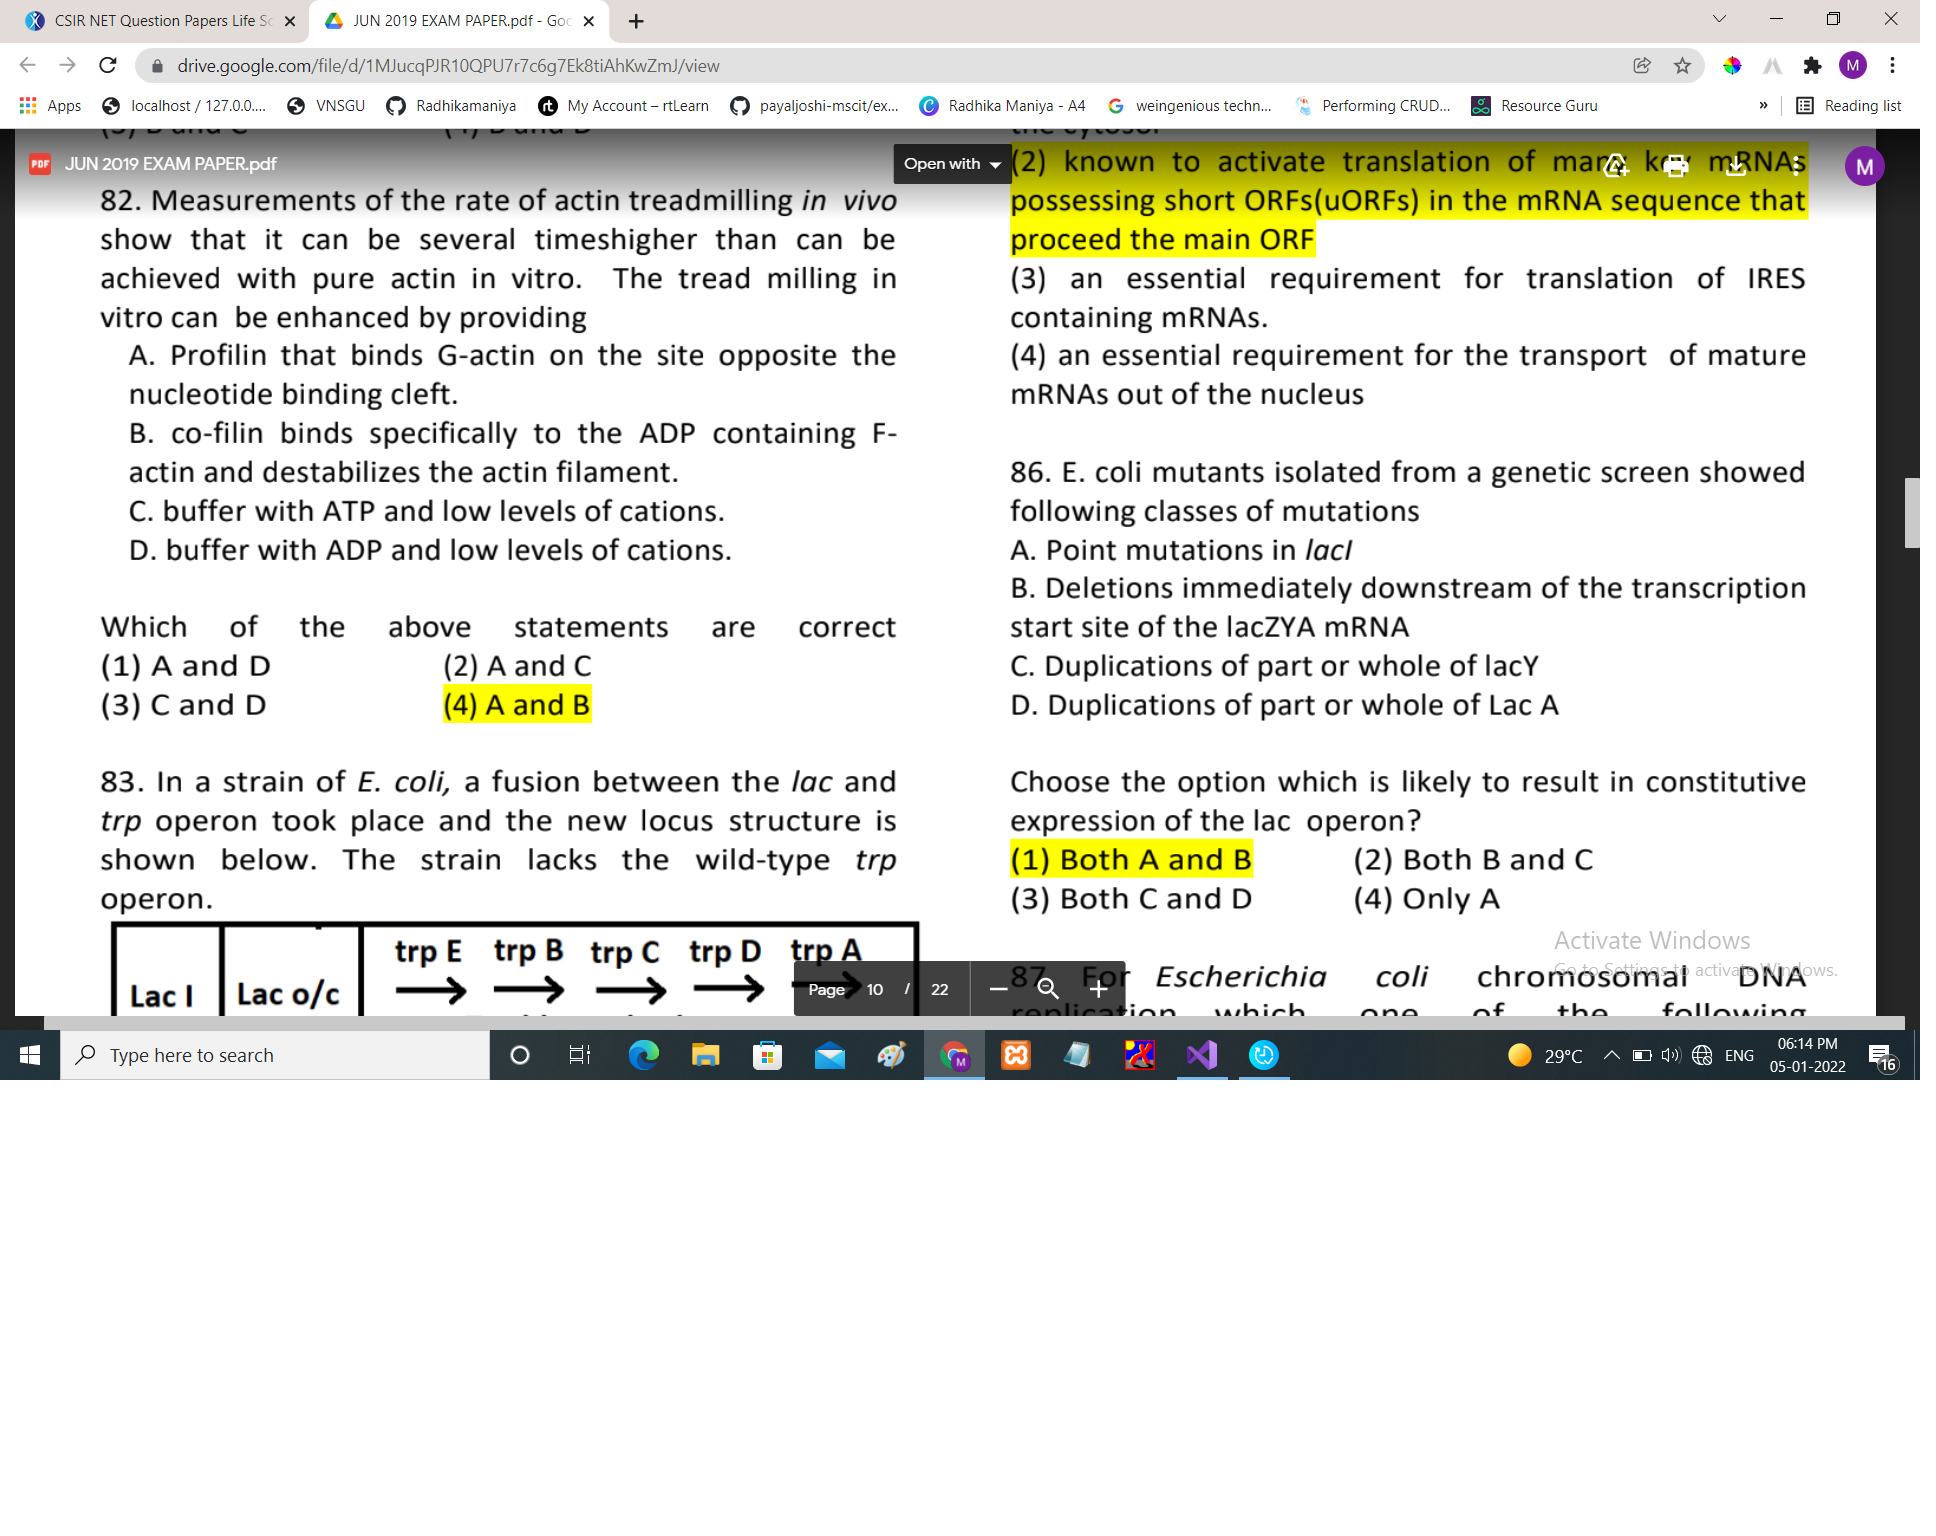 CSIR NET Question Papers Life Sc
JUN 2019 EXAM PAPER.pdf - Goo
drive.google.com/file/d/1MJucqPJR10QPU7r7c6g7Ek8tiAhKwZmJ/view
M
Apps
localhost / 127.0.0....
VNSGU
Radhikamaniya
My Account – rtLearn
payaljoshi-mscit/ex...
Radhika Maniya - A4
weingenious techn...
Performing CRUD...
Resource Guru
»
Reading list
PDF JUN 2019 EXAM PAPER.pdf
Open with
M
82. Measurements of the rate of actin treadmilling in vivo
show that it can be several timeshigher than can be
achieved with pure actin in vitro. The tread milling in
vitro can be enhanced by providing
A. Profilin that binds G-actin on the site opposite the
nucleotide binding cleft.
B. co-filin binds specifically to the ADP containing F-
actin and destabilizes the actin filament.
C. buffer with ATP and low levels of cations.
D. buffer with ADP and low levels of cations.
Which of the above statements are correct
(1) A and D (2) A and C
(3) C and D (4) A and B
83. In a strain of E. coli, a fusion between the lac and
trp operon took place and the new locus structure is
shown below. The strain lacks the wild-type trp
operon.
trp E trp B trp C trp D trp A
Lac I Lac o/c
the cytosol
(2) known to activate translation of many key mRNAs
possessing short ORFs(uORFs) in the mRNA sequence that
proceed the main ORF
(3) an essential requirement for translation of IRES
containing mRNAs.
(4) an essential requirement for the transport of mature
mRNAs out of the nucleus
86. E. coli mutants isolated from a genetic screen showed
following classes of mutations
A. Point mutations in lacI
B. Deletions immediately downstream of the transcription
start site of the lacZYA mRNA
C. Duplications of part or whole of lacY
D. Duplications of part or whole of Lac A
Choose the option which is likely to result in constitutive
expression of the lac operon?
(1) Both A and B (2) Both B and C
(3) Both C and D (4) Only A
Activate Windows
Go to Settings to activate Windows.
87. For Escherichia coli chromosomal DNA
replication which one of the following
Page 10 / 22
Type here to search
M
29°C
ENG
06:14 PM
05-01-2022
16